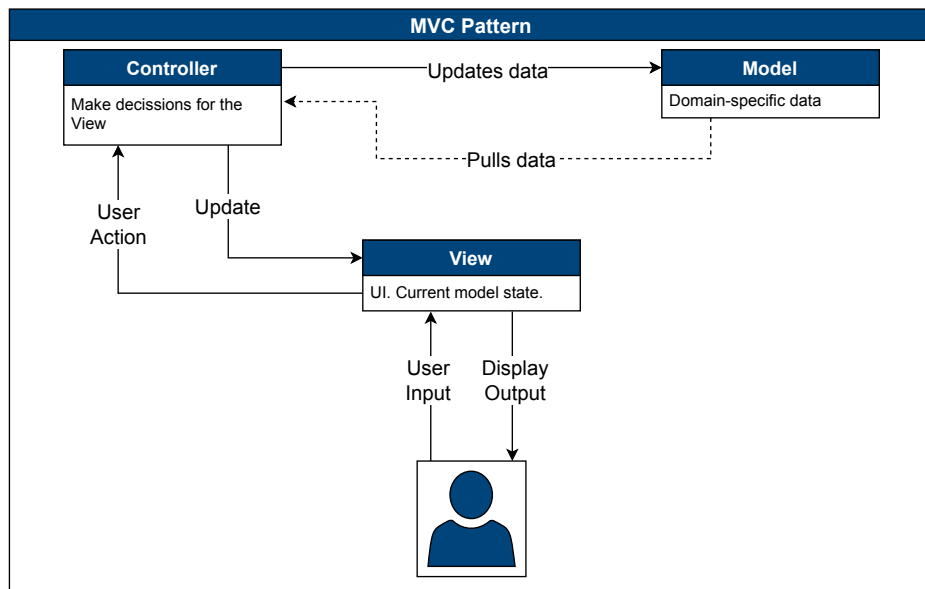 MVC Pattern
Controller
Make decissions for the
View
Updates data
Model
Domain-specific data
Pulls data
User
Action
Update
View
UI. Current model state.
User
Input
Display
Output